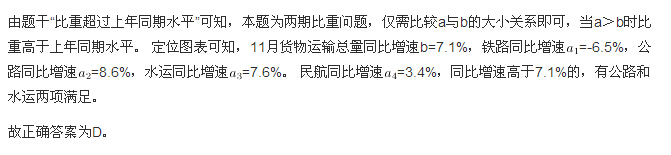 由题干“比重超过上年同期水平”可知，本题为两期比重问题，仅需比较a与b的大小关系即可，当a＞b时比
重高于上年同期水平。 定位图表可知，11月货物运输总量同比增速b=7.1%，铁路同比增速a₁=-6.5%，公
路同比增速a₂=8.6%，水运同比增速a₃=7.6%。 民航同比增速a₄=3.4%，同比增速高于7.1%的，有公路和
水运两项满足。
故正确答案为D。